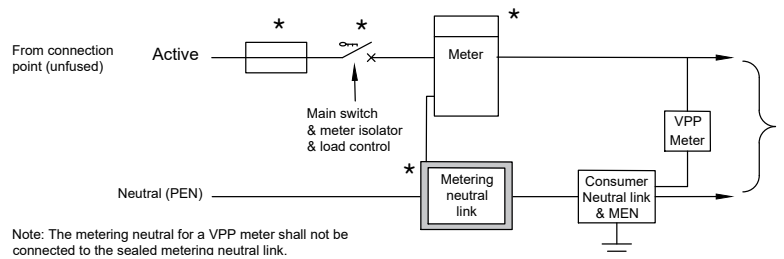 *
*
*
From connection
point (unfused)
Active
Meter
Main switch
& meter isolator
& load control
VPP
Meter
*
Neutral (PEN)
Metering
neutral
link
Consumer
Neutral link
& MEN
Note: The metering neutral for a VPP meter shall not be
connected to the sealed metering neutral link.